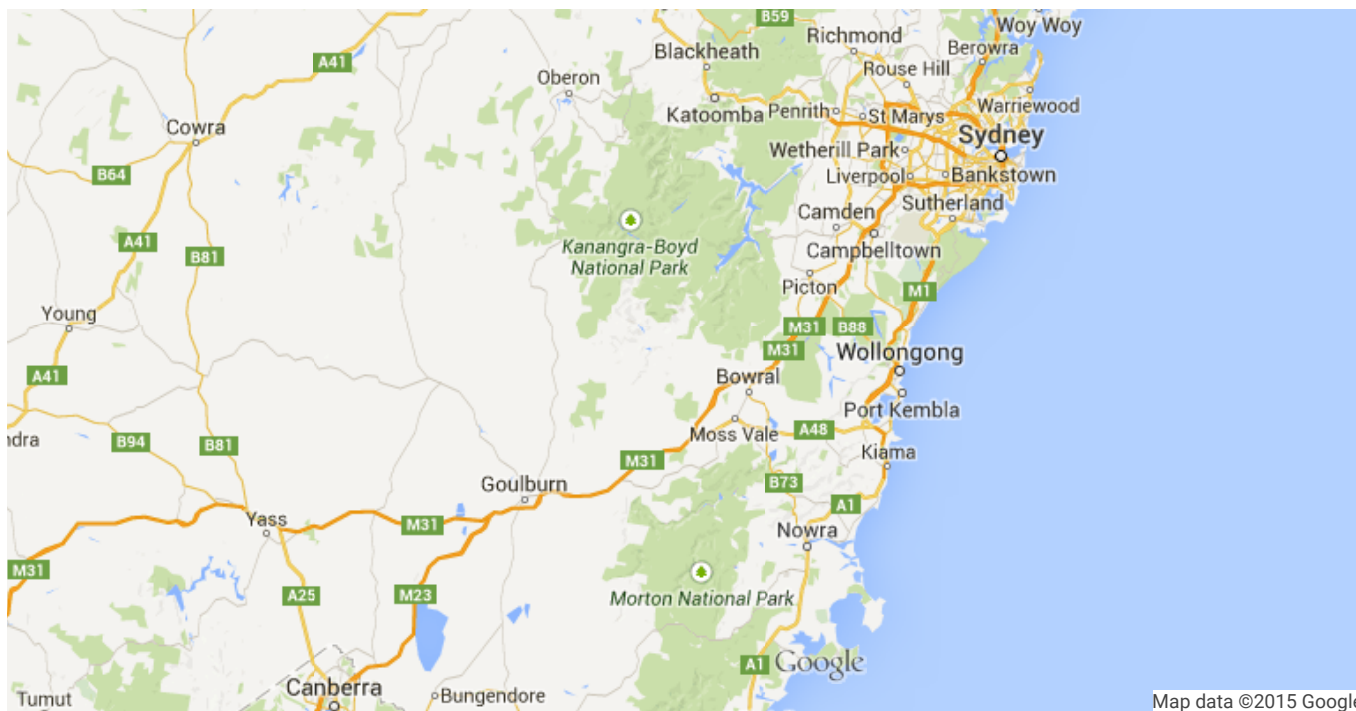 B59
Woy Woy
Richmond
Berowra
Blackheath
A41
Rouse Hill
Oberon
Warriewood
Katoomba
Penrith
St Marys
Cowra
Sydney
Wetherill Park
B64
Liverpool
Bankstown
Sutherland
Camden
A41
Kanangra-Boyd
National Park
Campbelltown
B81
Picton
M1
Young
M31
B88
M31
Wollongong
A41
Bowral
Port Kembla
ndra
B94
B81
Moss Vale
A48
Kiama
M31
Goulburn
B73
A1
Yass
M31
Nowra
M31
A25
M23
Morton National Park
A1
Google
Canberra
Bungendore
Tumut
Map data ©2015 Google